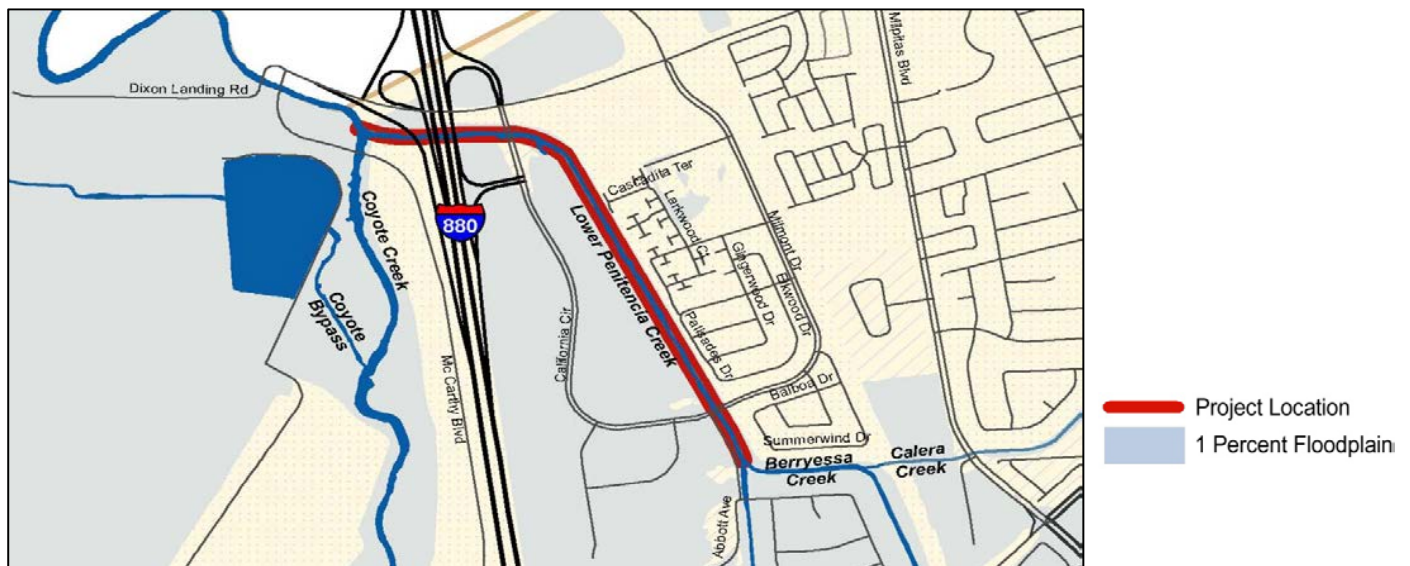 Milpitas Blvd
Dixon Landing Rd
Cascadita Ter
Larkwood Ct
Milmont Dr
880
Coyote Creek
Lower Penitencia Creek
Gingerwood Dr
Elkwood Dr
Coyote
Bypass
California Cir
Palisades Dr
Mc Carthy Blvd
Balboa Dr
Summerwind Dr
Berryessa
Creek
Calera
Creek
Abbott Ave
Project Location
1 Percent Floodplain